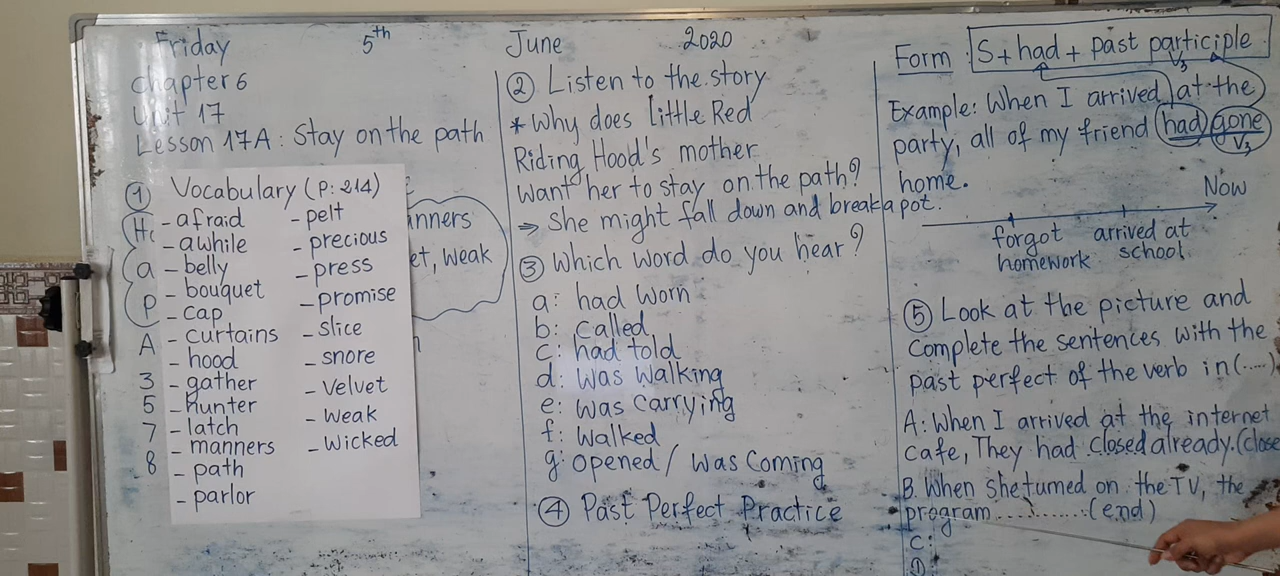 Friday 5th June 2020
Chapter 6
Unit 17
Lesson 17A: Stay on the path
① Vocabulary (P: 214)
- afraid
- awhile
- belly
- bouquet
- cap
- curtains
- hood
- gather
- hunter
- latch
- manners
- path
- parlor
- pelt
- precious
- press
- promise
- slice
- snore
- velvet
- weak
- wicked
a
p
A
3
5
7
8
anners
et, weak
② Listen to the story
* Why does Little Red
Riding Hood's mother
Want her to stay on the path?
⇒ She might fall down and break a pot.
③ Which word do you hear?
a: had worn
b: called
c: had told
d: Was Walking
e: Was Carrying
f: Walked
g: opened / Was Coming
④ Past Perfect Practice
Form: S + had + past participle
V3
Example: When I arrived at the
party, all of my friend had gone
V3
home.
Now
forgot arrived at
homework school
⑤ Look at the picture and
Complete the sentences with the
past perfect of the verb in (....)
A: When I arrived at the internet
cafe, They had closed already. (close
B. When she turned on the TV, the
program ............ (end)
C:
D